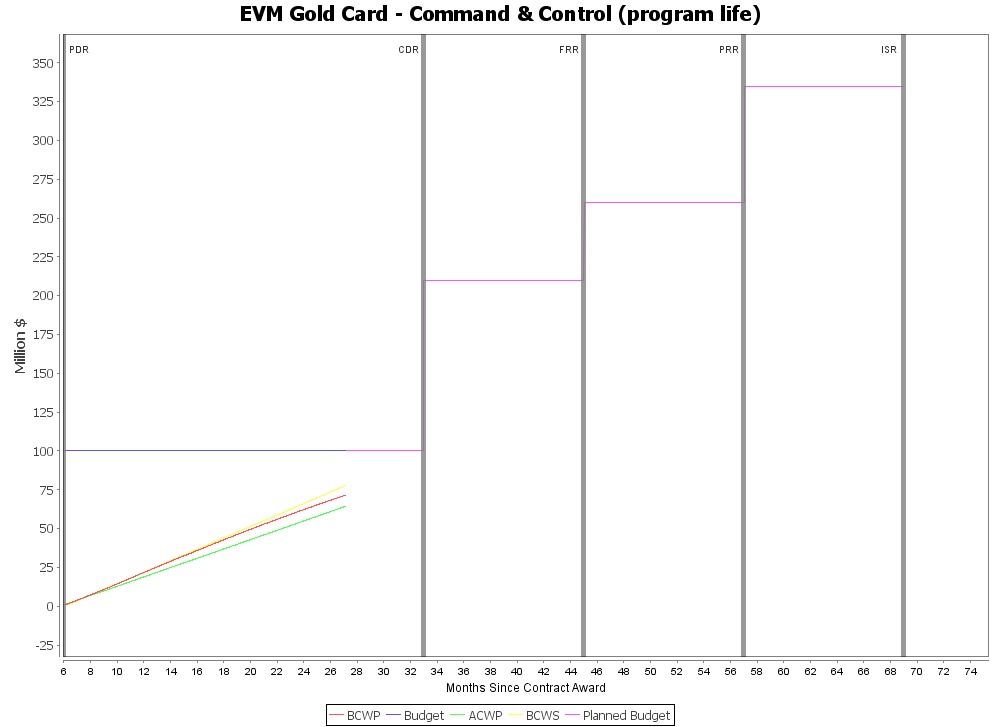 EVM Gold Card - Command & Control (program life)
PDR CDR FRR PRR ISR
350
325
300
275
250
225
200
175
150
125
100
75
50
25
0
-25
Million $
6 8 10 12 14 16 18 20 22 24 26 28 30 32 34 36 38 40 42 44 46 48 50 52 54 56 58 60 62 64 66 68 70 72 74
Months Since Contract Award
BCWP Budget ACWP BCWS Planned Budget